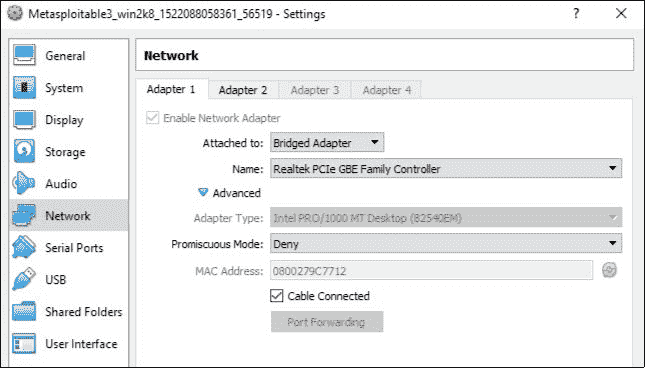 Metasploitable3_win2k8_1522088058361_56519 - Settings
? ×
General
System
Display
Storage
Audio
Network
Serial Ports
USB
Shared Folders
User Interface
Network
Adapter 1 Adapter 2 Adapter 3 Adapter 4
Enable Network Adapter
Attached to: Bridged Adapter
Name: Realtek PCIe GBE Family Controller
Advanced
Adapter Type: Intel PRO/1000 MT Desktop (82540EM)
Promiscuous Mode: Deny
MAC Address: 0800279C7712
Cable Connected
Port Forwarding